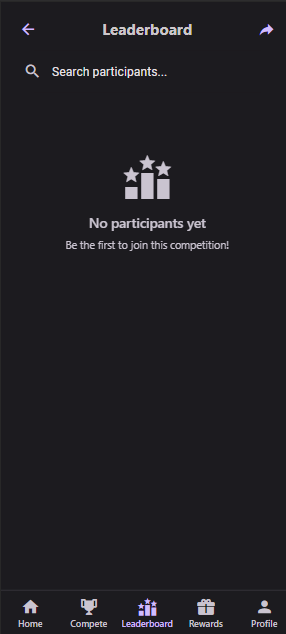 Leaderboard
Search participants...
No participants yet
Be the first to join this competition!
Home Compete Leaderboard Rewards Profile